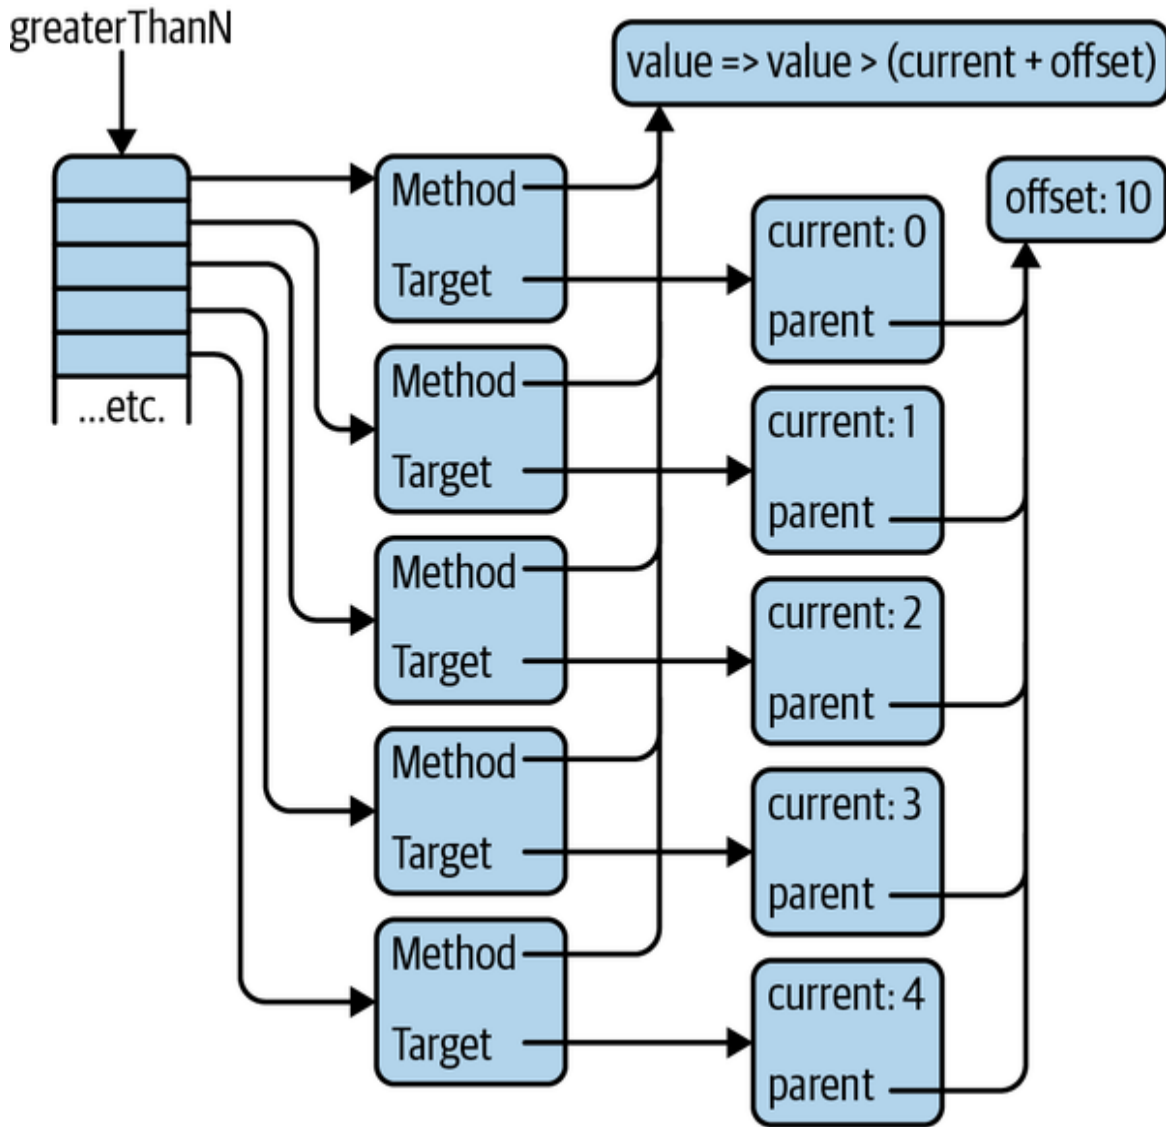 greaterThanN
value => value > (current + offset)
offset: 10
...etc.
Method
Target
current: 0
parent
Method
Target
current: 1
parent
Method
Target
current: 2
parent
Method
Target
current: 3
parent
Method
Target
current: 4
parent